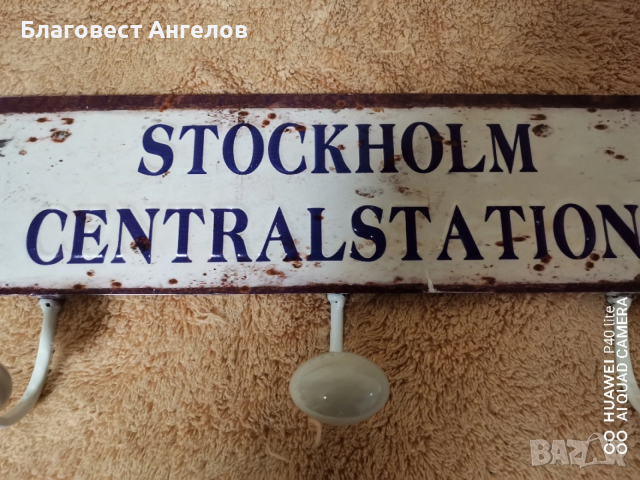 Благовест Ангелов
STOCKHOLM
CENTRALSTATION
HUAWEI P40 lite
AI QUAD CAMERA
BAZAR